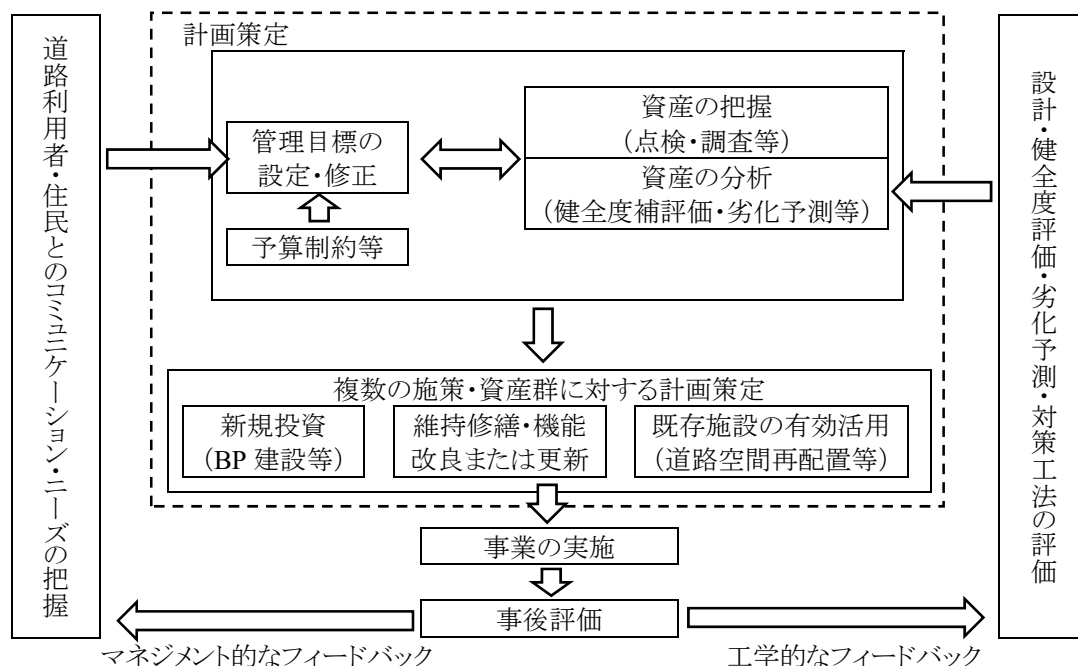 計画策定
道路利用者・住民とのコミュニケーション・ニーズの把握
管理目標の
設定・修正
予算制約等
資産の把握
（点検・調査等）
資産の分析
（健全度補評価・劣化予測等）
設計・健全度評価・劣化予測・対策工法の評価
複数の施策・資産群に対する計画策定
新規投資
（BP 建設等）
維持修繕・機能
改良または更新
既存施設の有効活用
（道路空間再配置等）
事業の実施
事後評価
マネジメント的なフィードバック
工学的なフィードバック